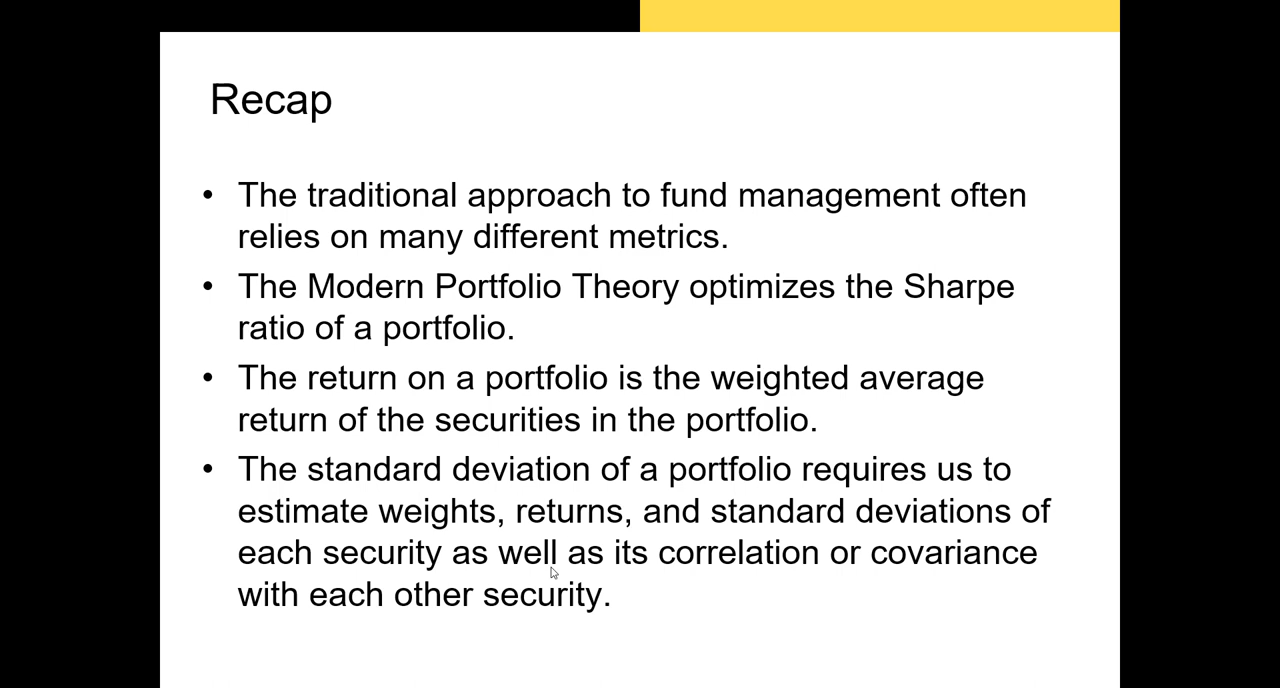 Recap
• The traditional approach to fund management often
relies on many different metrics.
• The Modern Portfolio Theory optimizes the Sharpe
ratio of a portfolio.
• The return on a portfolio is the weighted average
return of the securities in the portfolio.
• The standard deviation of a portfolio requires us to
estimate weights, returns, and standard deviations of
each security as well as its correlation or covariance
with each other security.